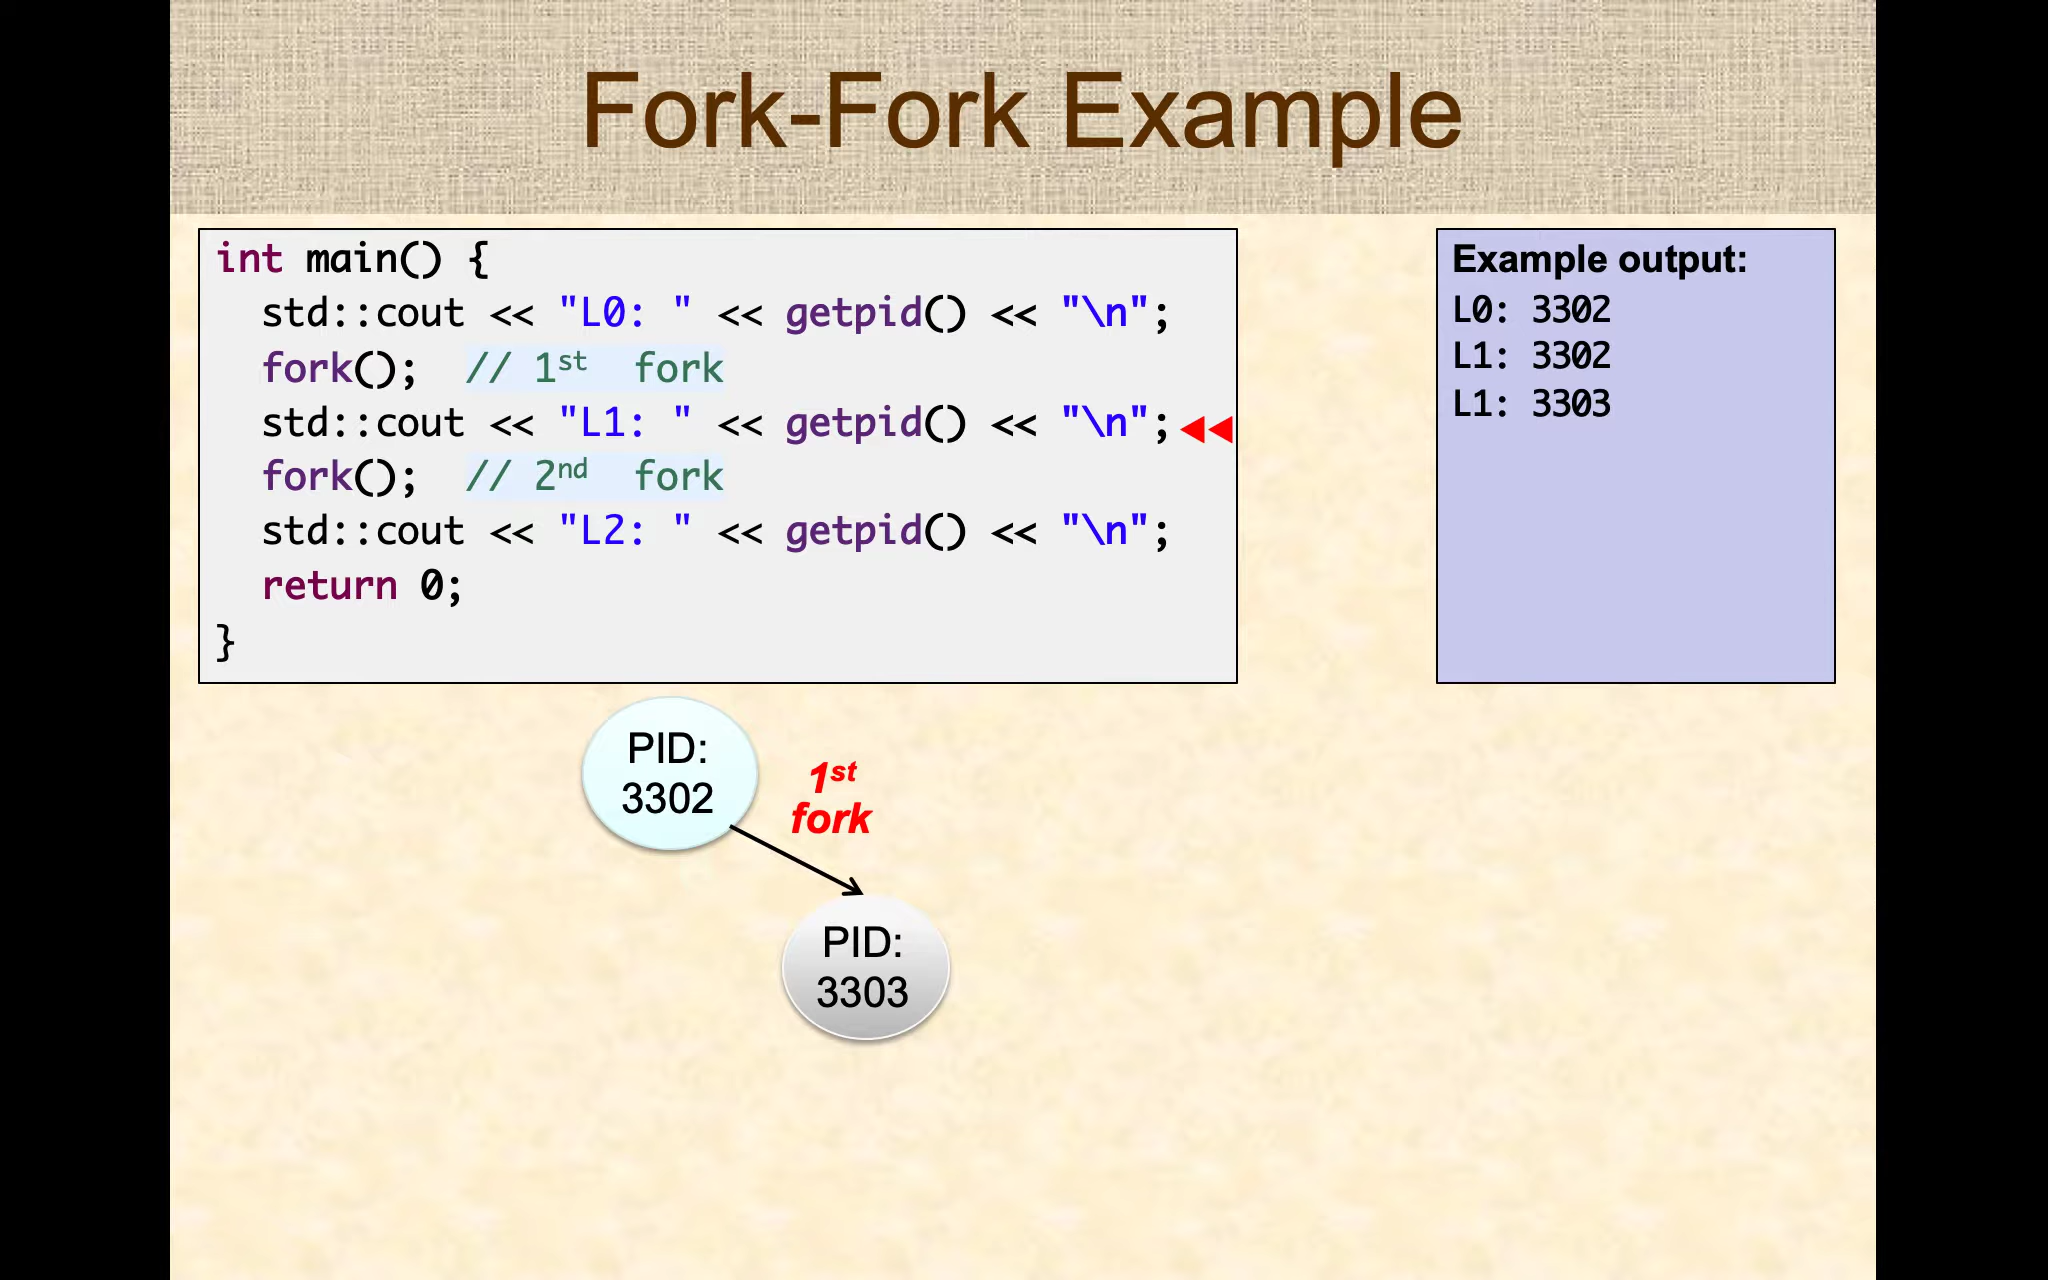 Fork-Fork Example
int main() {
std::cout << "L0: " << getpid() << "\n";
fork(); // 1st fork
std::cout << "L1: " << getpid() << "\n";
fork(); // 2nd fork
std::cout << "L2: " << getpid() << "\n";
return 0;
}
Example output:
L0: 3302
L1: 3302
L1: 3303
PID:
3302
1st
fork
PID:
3303